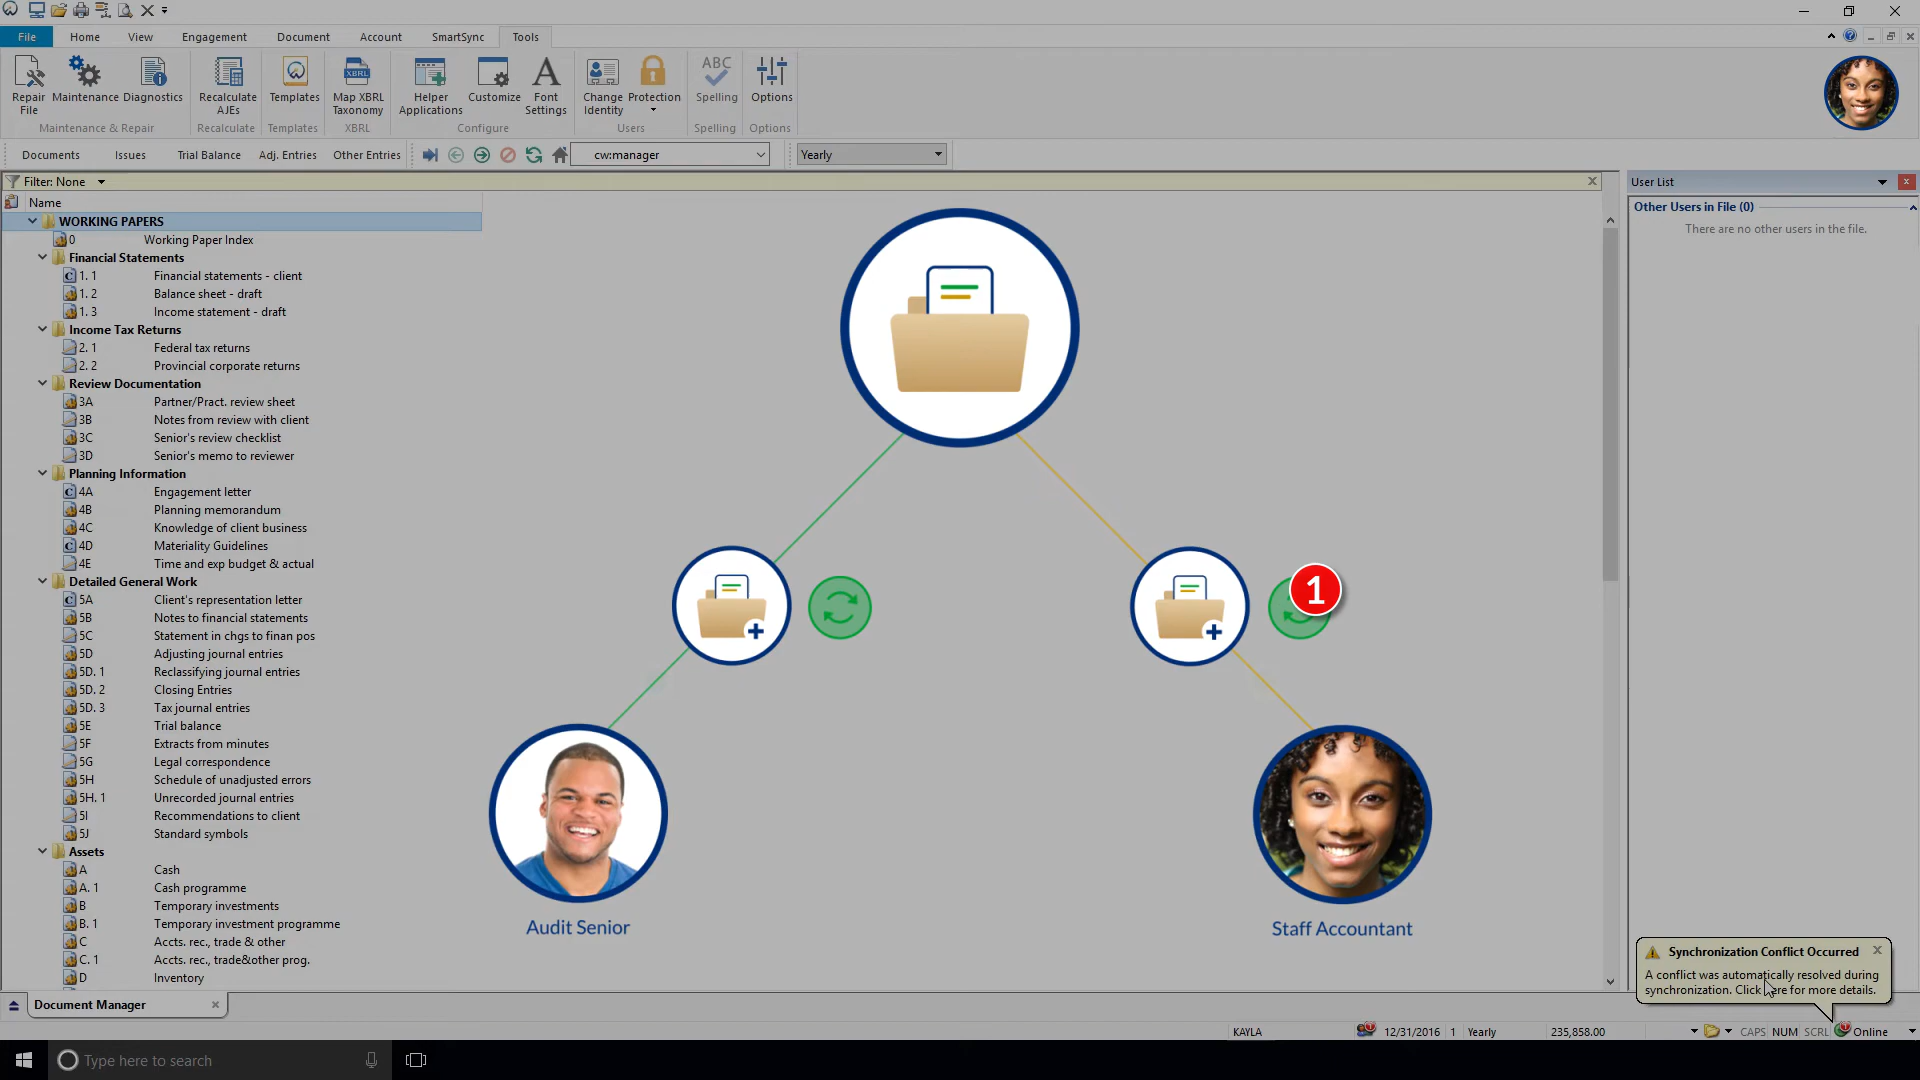 File
Home
View
Engagement
Document
Account
SmartSync
Tools
Repair File
Maintenance
Diagnostics
Maintenance & Repair
Recalculate AJEs
Recalculate
Templates
Templates
Map XBRL Taxonomy
XBRL
XBRL
Helper Applications
Customize
Font Settings
Configure
Change Identity
Protection
Users
ABC
Spelling
Spelling
Options
Options
Documents
Issues
Trial Balance
Adj. Entries
Other Entries
cw:manager
Yearly
Filter: None
Name
WORKING PAPERS
0 Working Paper Index
Financial Statements
1. 1 Financial statements - client
1. 2 Balance sheet - draft
1. 3 Income statement - draft
Income Tax Returns
2. 1 Federal tax returns
2. 2 Provincial corporate returns
Review Documentation
3A Partner/Pract. review sheet
3B Notes from review with client
3C Senior's review checklist
3D Senior's memo to reviewer
Planning Information
4A Engagement letter
4B Planning memorandum
4C Knowledge of client business
4D Materiality Guidelines
4E Time and exp budget & actual
Detailed General Work
5A Client's representation letter
5B Notes to financial statements
5C Statement in chgs to finan pos
5D Adjusting journal entries
5D. 1 Reclassifying journal entries
5D. 2 Closing Entries
5D. 3 Tax journal entries
5E Trial balance
5F Extracts from minutes
5G Legal correspondence
5H Schedule of unadjusted errors
5H. 1 Unrecorded journal entries
5I Recommendations to client
5J Standard symbols
Assets
A Cash
A. 1 Cash programme
B Temporary investments
B. 1 Temporary investment programme
C Accts. rec., trade & other
C. 1 Accts. rec., trade&other prog.
D Inventory
1
Audit Senior
Staff Accountant
User List
Other Users in File (0)
There are no other users in the file.
Synchronization Conflict Occurred
A conflict was automatically resolved during
synchronization. Click here for more details.
Document Manager
KAYLA
12/31/2016
1
Yearly
235,858.00
CAPS
NUM
SCRL
Online
Type here to search